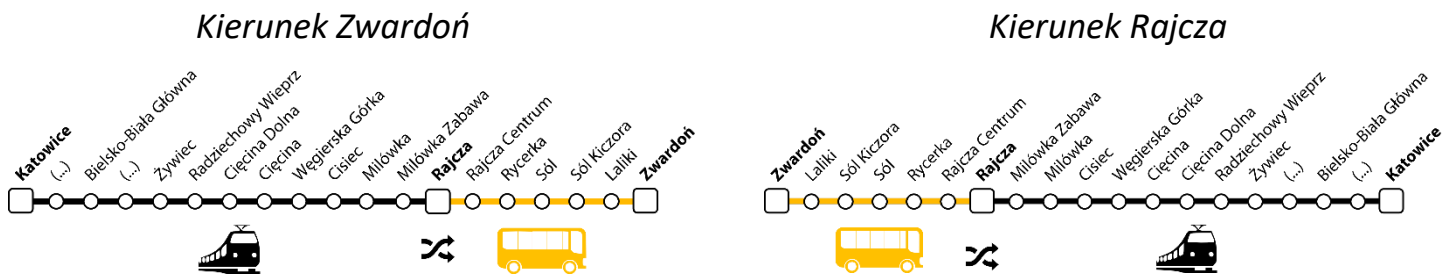 Kierunek Zwardoń
Katowice
(...)
Bielsko-Biała Główna
(...)
Żywiec
Radziechowy Wieprz
Cięcina Dolna
Cięcina
Węgierska Górka
Cisiec
Milówka
Milówka Zabawa
Rajcza
Rajcza Centrum
Rycerka
Sól
Sól Kiczora
Laliki
Zwardoń
Kierunek Rajcza
Zwardoń
Laliki
Sól Kiczora
Sól
Rycerka
Rajcza Centrum
Rajcza
Milówka Zabawa
Milówka
Cisiec
Węgierska Górka
Cięcina
Cięcina Dolna
Radziechowy Wieprz
Żywiec
(...)
Bielsko-Biała Główna
(...)
Katowice